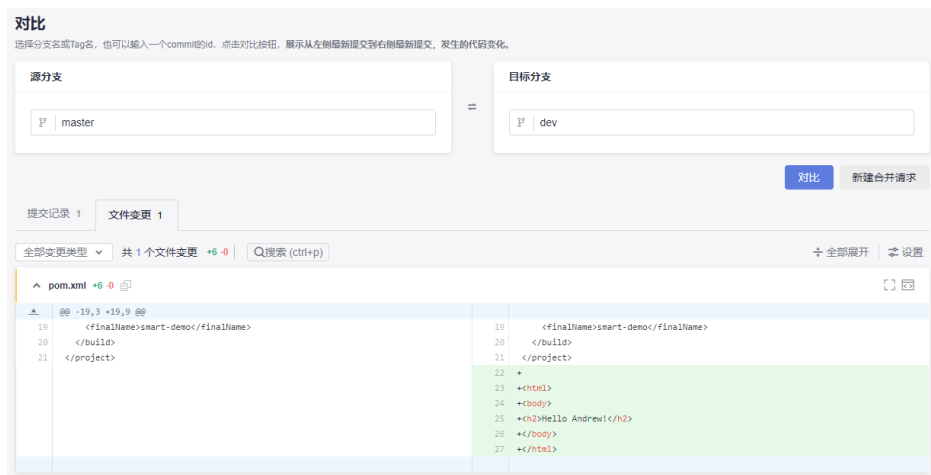 对比
选择分支名或Tag名，也可以输入一个commit的id，点击对比按钮，展示从左侧最新提交到右侧最新提交，发生的代码变化。
源分支
目标分支
master
dev
对比 新建合并请求
提交记录 1 文件变更 1
全部变更类型 共 1 个文件变更 +6 -0 搜索 (ctrl+p) 全部展开 设置
pom.xml +6 -0
@@ -19,3 +19,9 @@
19 <finalName>smart-demo</finalName> 19 <finalName>smart-demo</finalName>
20 </build> 20 </build>
21 </project> 21 </project>
22 +
23 +<html>
24 +<body>
25 +<h2>Hello Andrew!</h2>
26 +</body>
27 +</html>